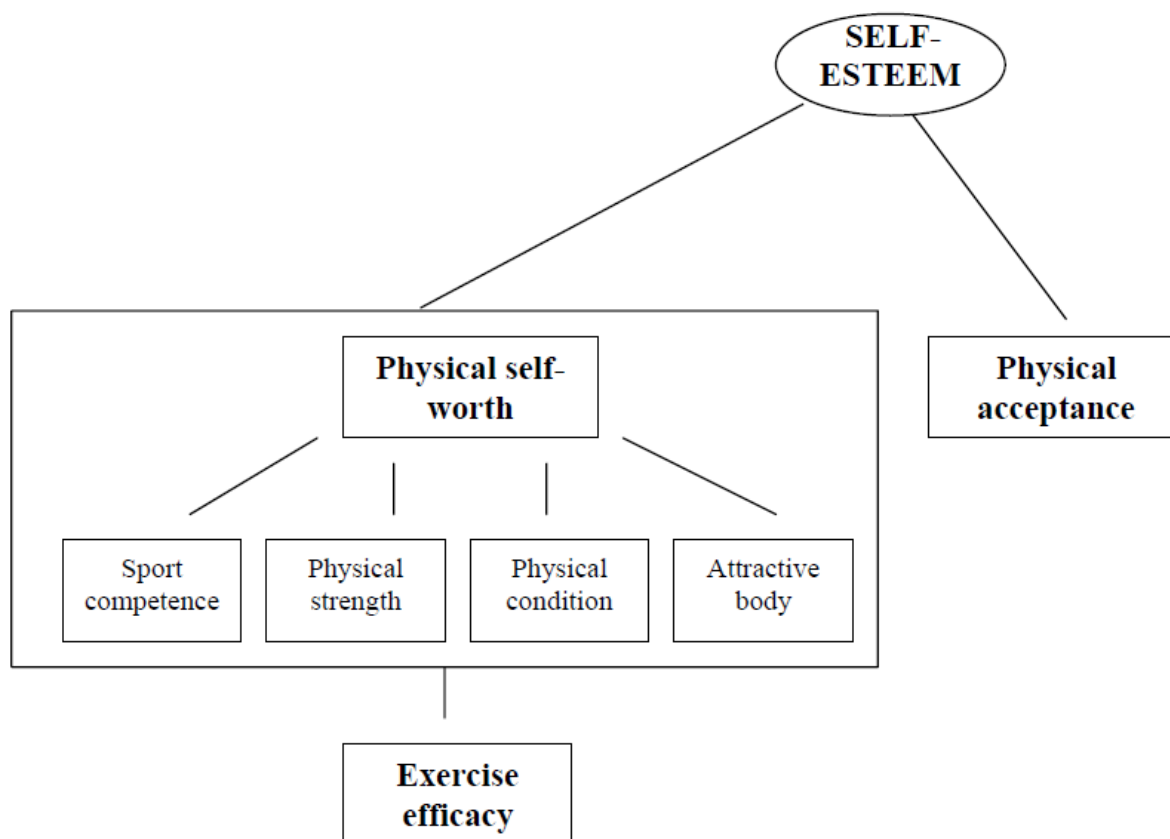 SELF-
ESTEEM
Physical self-
worth
Physical
acceptance
Sport
competence
Physical
strength
Physical
condition
Attractive
body
Exercise
efficacy